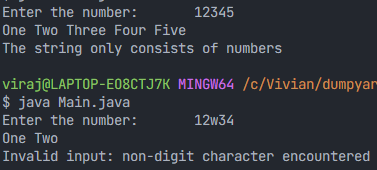 Enter the number:       12345
One Two Three Four Five
The string only consists of numbers
viraj@LAPTOP-EO8CTJ7K MINGW64 /c/Vivian/dumpyar
$ java Main.java
Enter the number:       12w34
One Two
Invalid input: non-digit character encountered